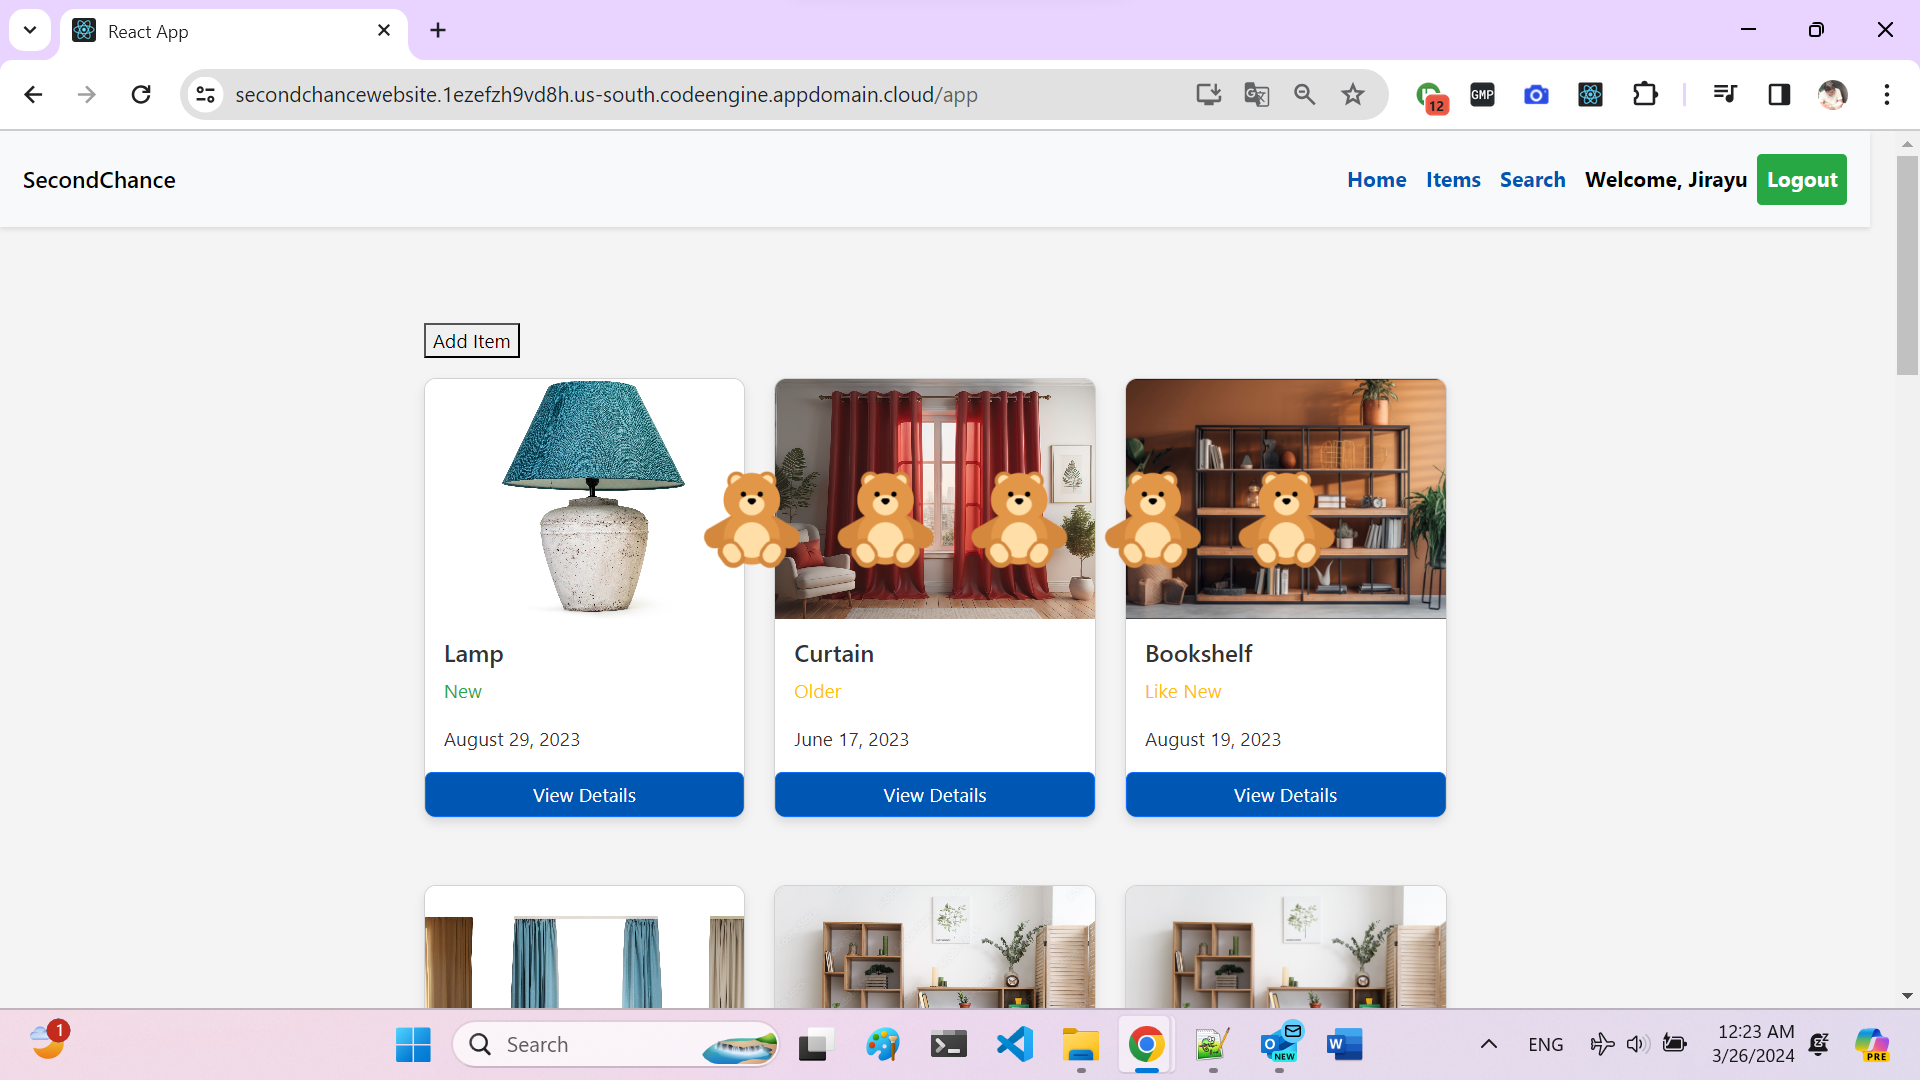 React App
secondchancewebsite.1ezefzh9vd8h.us-south.codeengine.appdomain.cloud/app
12
GMP
SecondChance
Home Items Search Welcome, Jirayu Logout
Add Item
Lamp
New
August 29, 2023
View Details
Curtain
Older
June 17, 2023
View Details
Bookshelf
Like New
August 19, 2023
View Details
1
Search
NEW
W
ENG
12:23 AM
3/26/2024
PRE